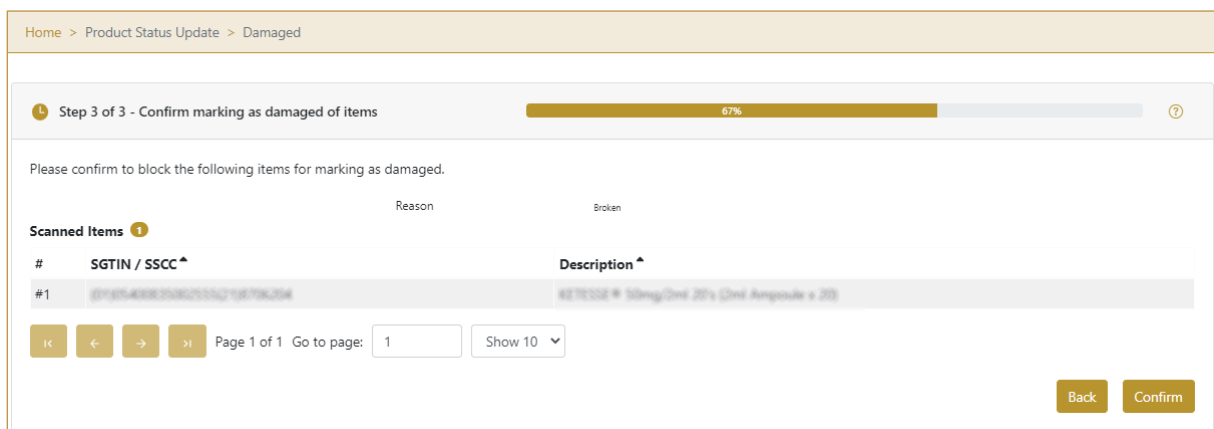 Home > Product Status Update > Damaged
Step 3 of 3 - Confirm marking as damaged of items 67% ?
Please confirm to block the following items for marking as damaged.
Reason Broken
Scanned Items 1
# SGTIN / SSCC Description
#1
Page 1 of 1 Go to page: 1 Show 10
Back Confirm